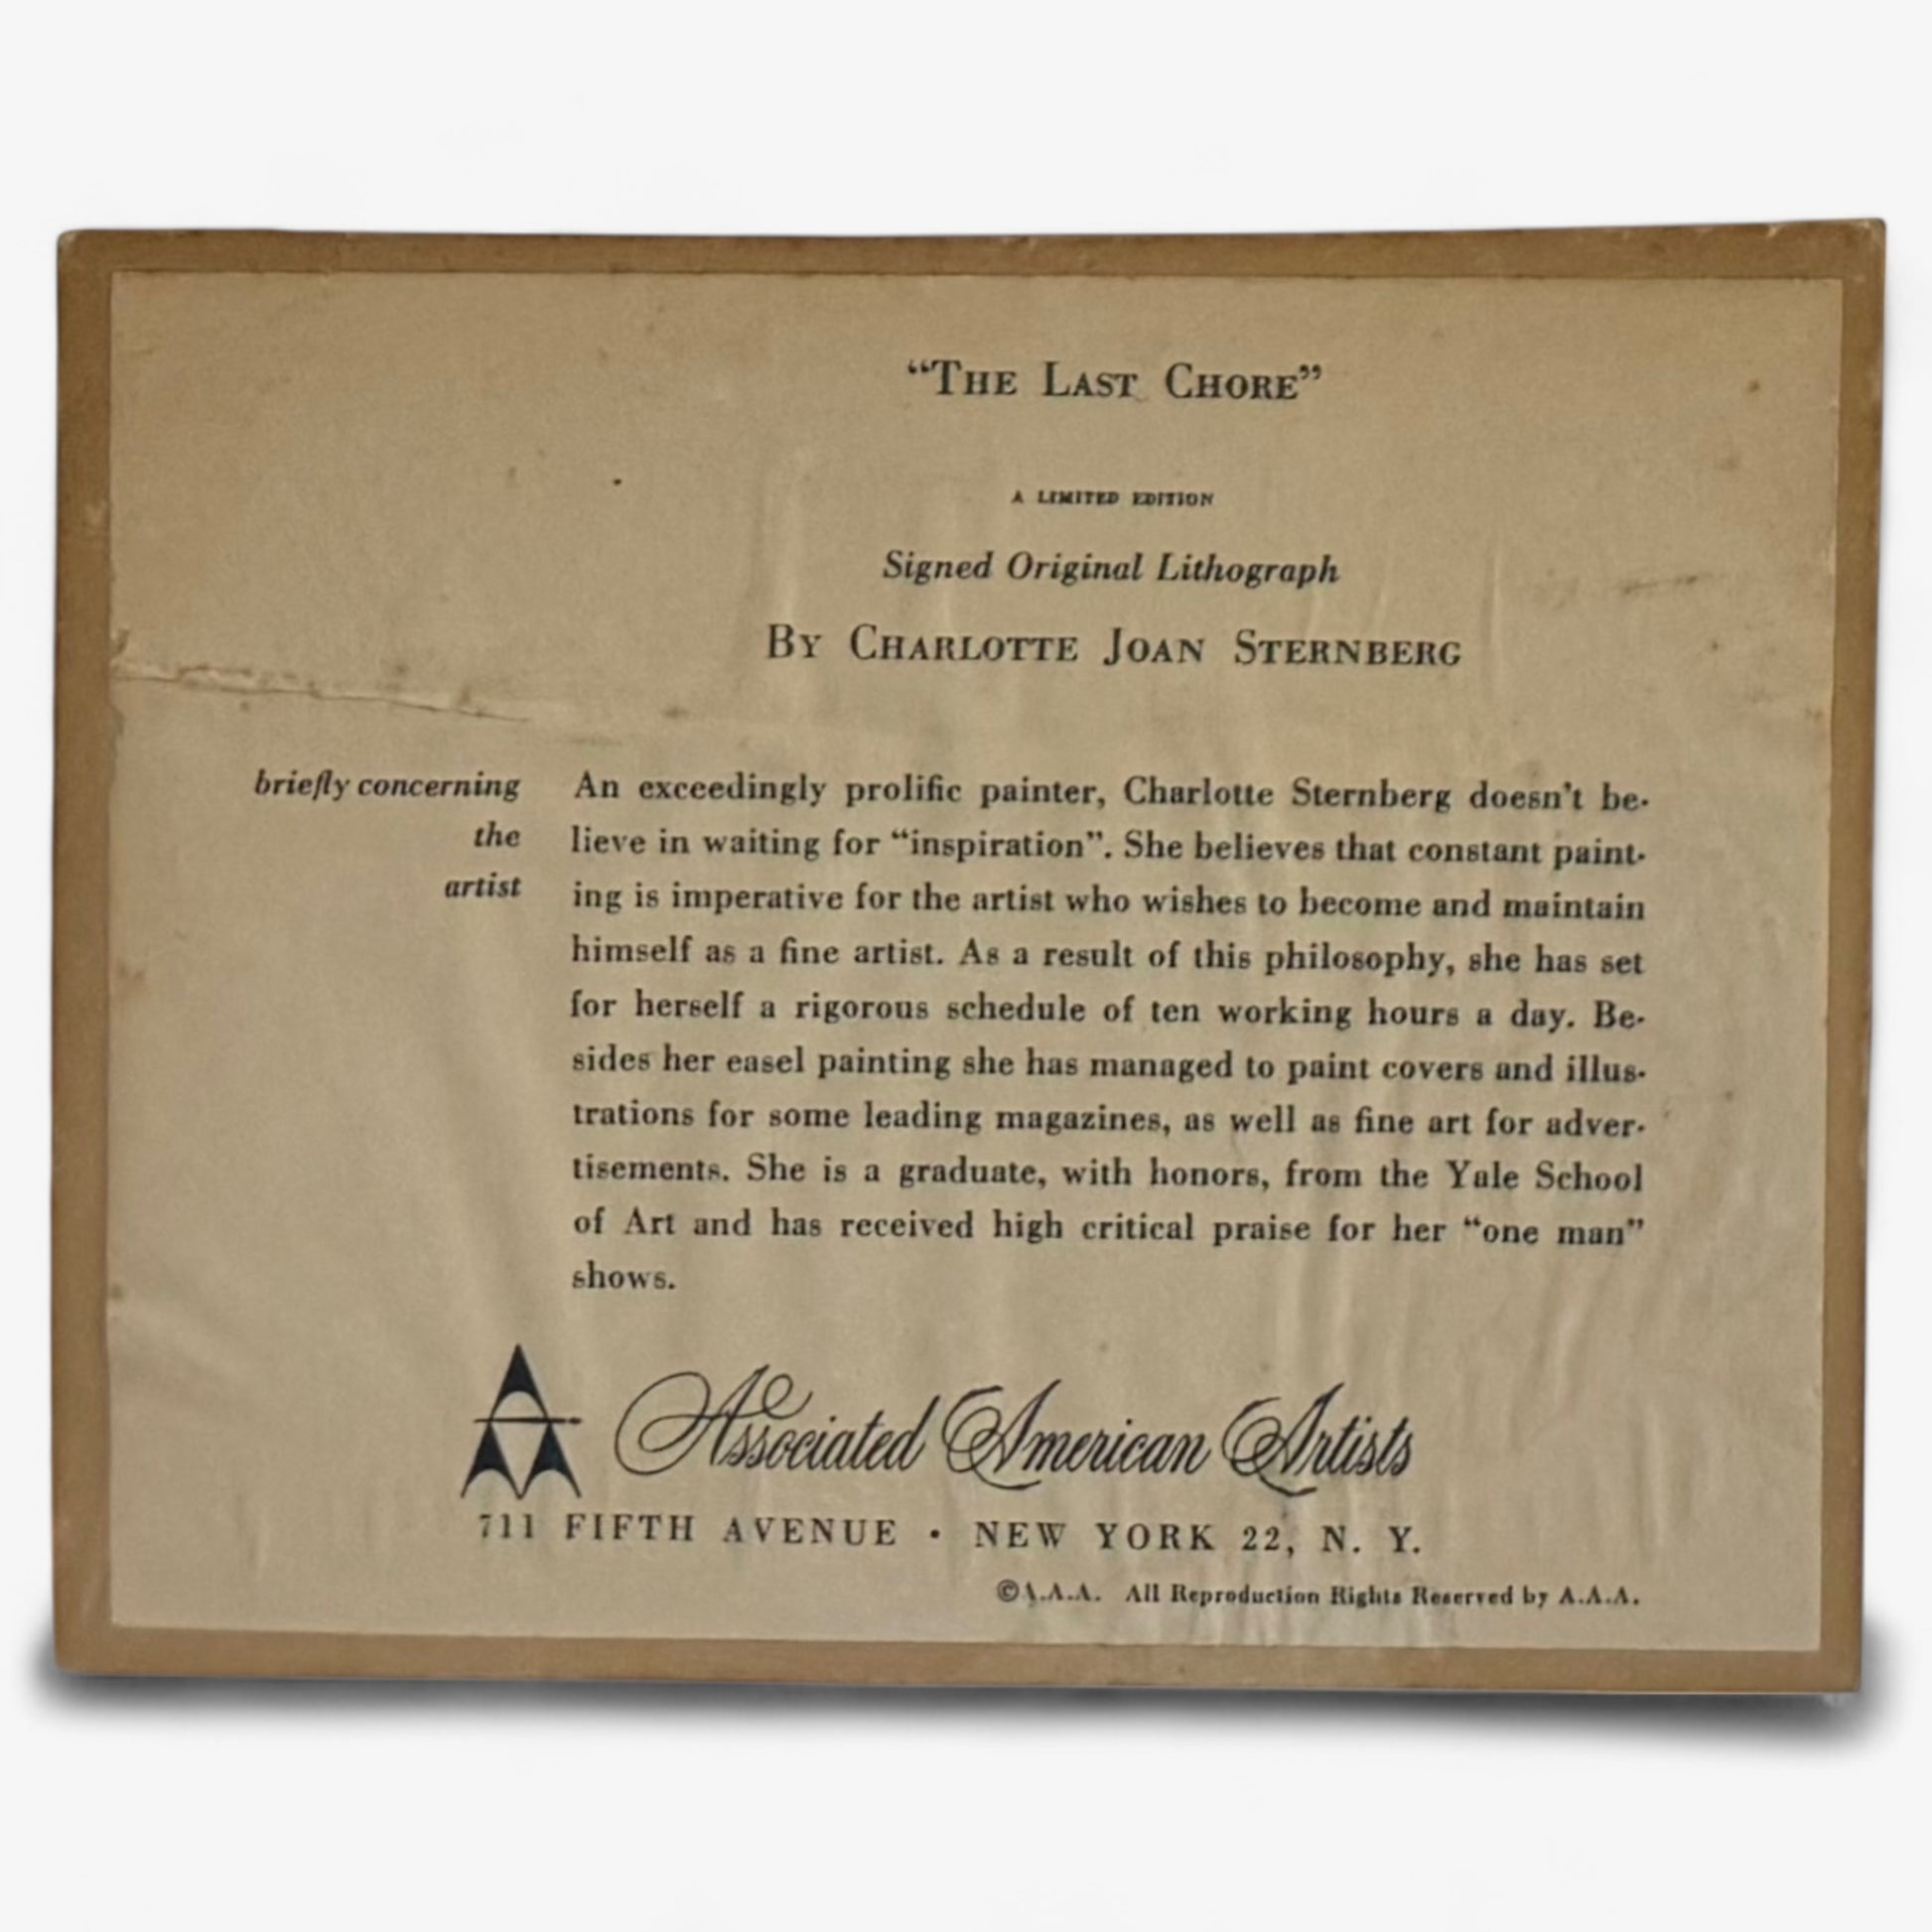 “THE LAST CHORE”
A LIMITED EDITION
Signed Original Lithograph
BY CHARLOTTE JOAN STERNBERG
briefly concerning
the
artist
An exceedingly prolific painter, Charlotte Sternberg doesn't be-
lieve in waiting for “inspiration”. She believes that constant paint-
ing is imperative for the artist who wishes to become and maintain
himself as a fine artist. As a result of this philosophy, she has set
for herself a rigorous schedule of ten working hours a day. Be-
sides her easel painting she has managed to paint covers and illus-
trations for some leading magazines, as well as fine art for adver-
tisements. She is a graduate, with honors, from the Yale School
of Art and has received high critical praise for her “one man”
shows.
Associated American Artists
711 FIFTH AVENUE • NEW YORK 22, N. Y.
©A.A.A. All Reproduction Rights Reserved by A.A.A.